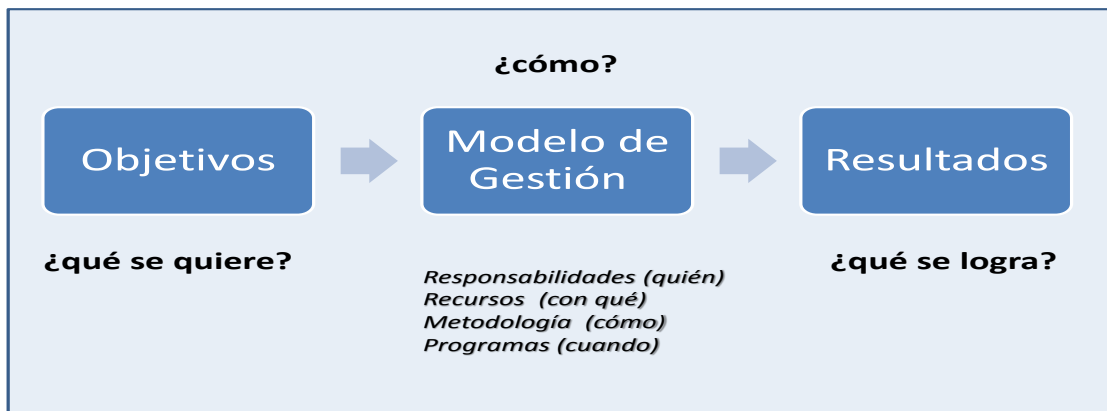 ¿cómo?
Objetivos
Modelo de
Gestión
Resultados
¿qué se quiere?
Responsabilidades (quién)
Recursos (con qué)
Metodología (cómo)
Programas (cuando)
¿qué se logra?